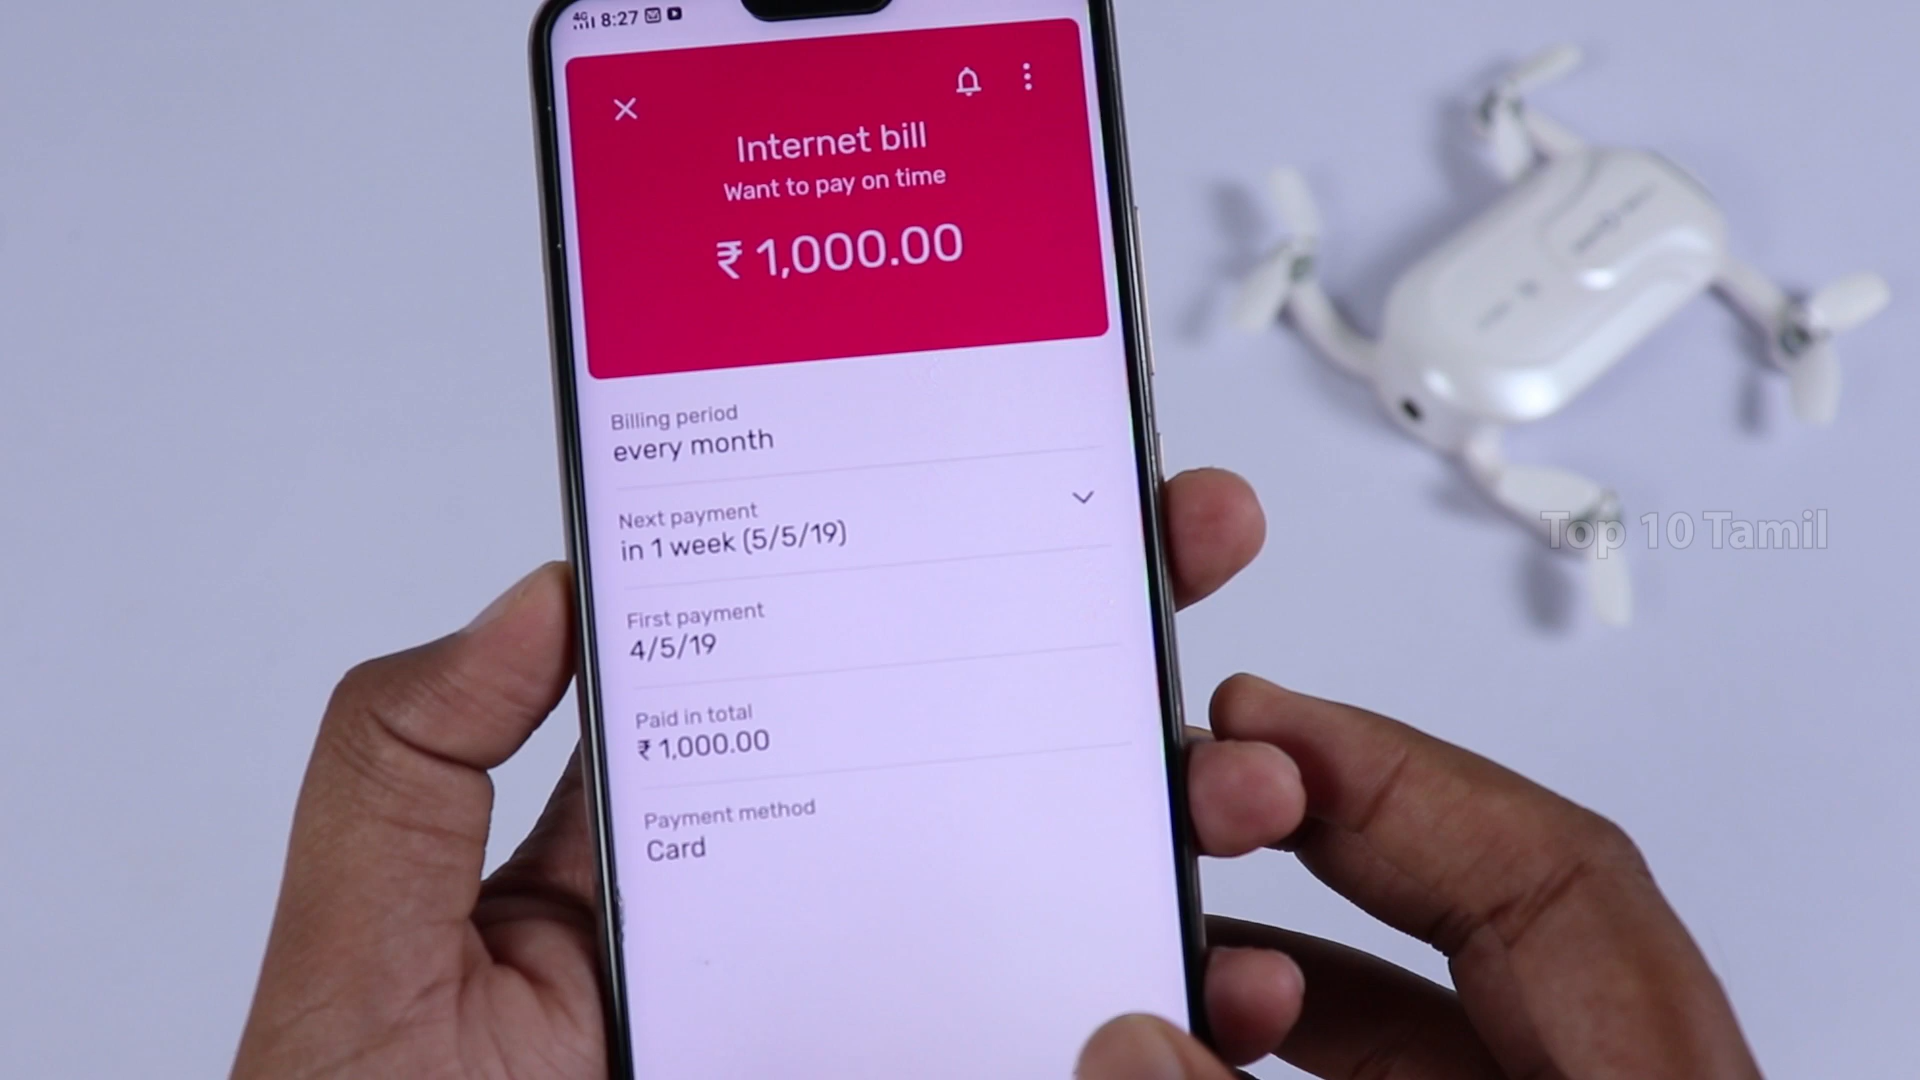 4G 8:27
Internet bill
Want to pay on time
₹ 1,000.00
Billing period
every month
Next payment
in 1 week (5/5/19)
First payment
4/5/19
Paid in total
₹ 1,000.00
Payment method
Card
Top 10 Tamil